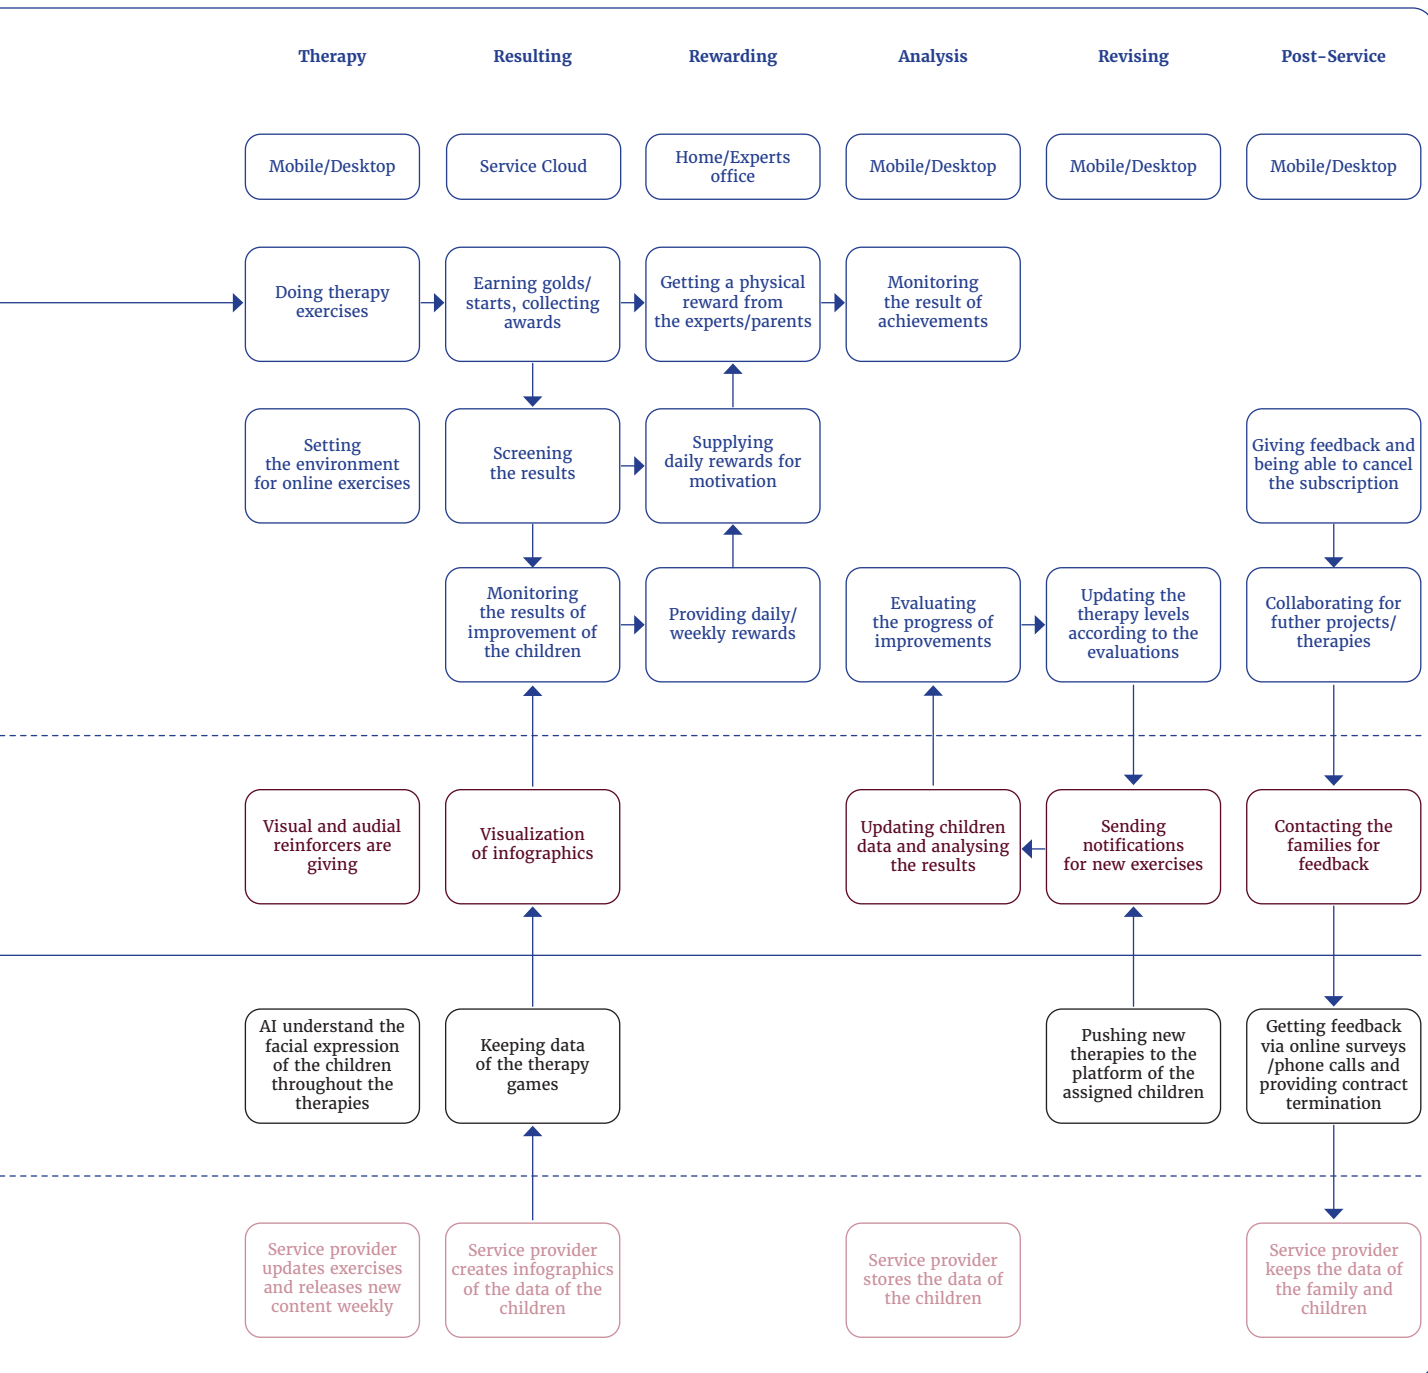 Therapy
Resulting
Rewarding
Analysis
Revising
Post-Service
Mobile/Desktop
Service Cloud
Home/Experts
office
Mobile/Desktop
Mobile/Desktop
Mobile/Desktop
Doing therapy
exercises
Earning golds/
starts, collecting
awards
Getting a physical
reward from
the experts/parents
Monitoring
the result of
achievements
Setting
the environment
for online exercises
Screening
the results
Supplying
daily rewards for
motivation
Giving feedback and
being able to cancel
the subscription
Monitoring
the results of
improvement of
the children
Providing daily/
weekly rewards
Evaluating
the progress of
improvements
Updating the
therapy levels
according to the
evaluations
Collaborating for
futher projects/
therapies
Visual and audial
reinforcers are
giving
Visualization
of infographics
Updating children
data and analysing
the results
Sending
notifications
for new exercises
Contacting the
families for
feedback
AI understand the
facial expression
of the children
throughout the
therapies
Keeping data
of the therapy
games
Pushing new
therapies to the
platform of the
assigned children
Getting feedback
via online surveys
/phone calls and
providing contract
termination
Service provider
updates exercises
and releases new
content weekly
Service provider
creates infographics
of the data of the
children
Service provider
stores the data of
the children
Service provider
keeps the data of
the family and
children